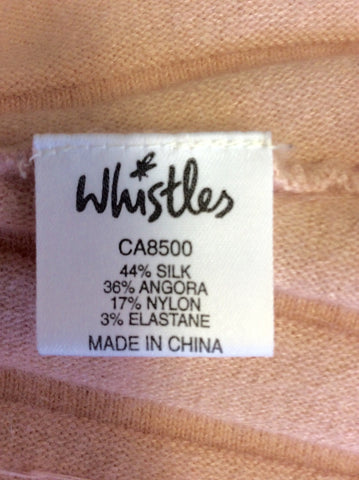 Whistles
CA8500
44% SILK
36% ANGORA
17% NYLON
3% ELASTANE
MADE IN CHINA